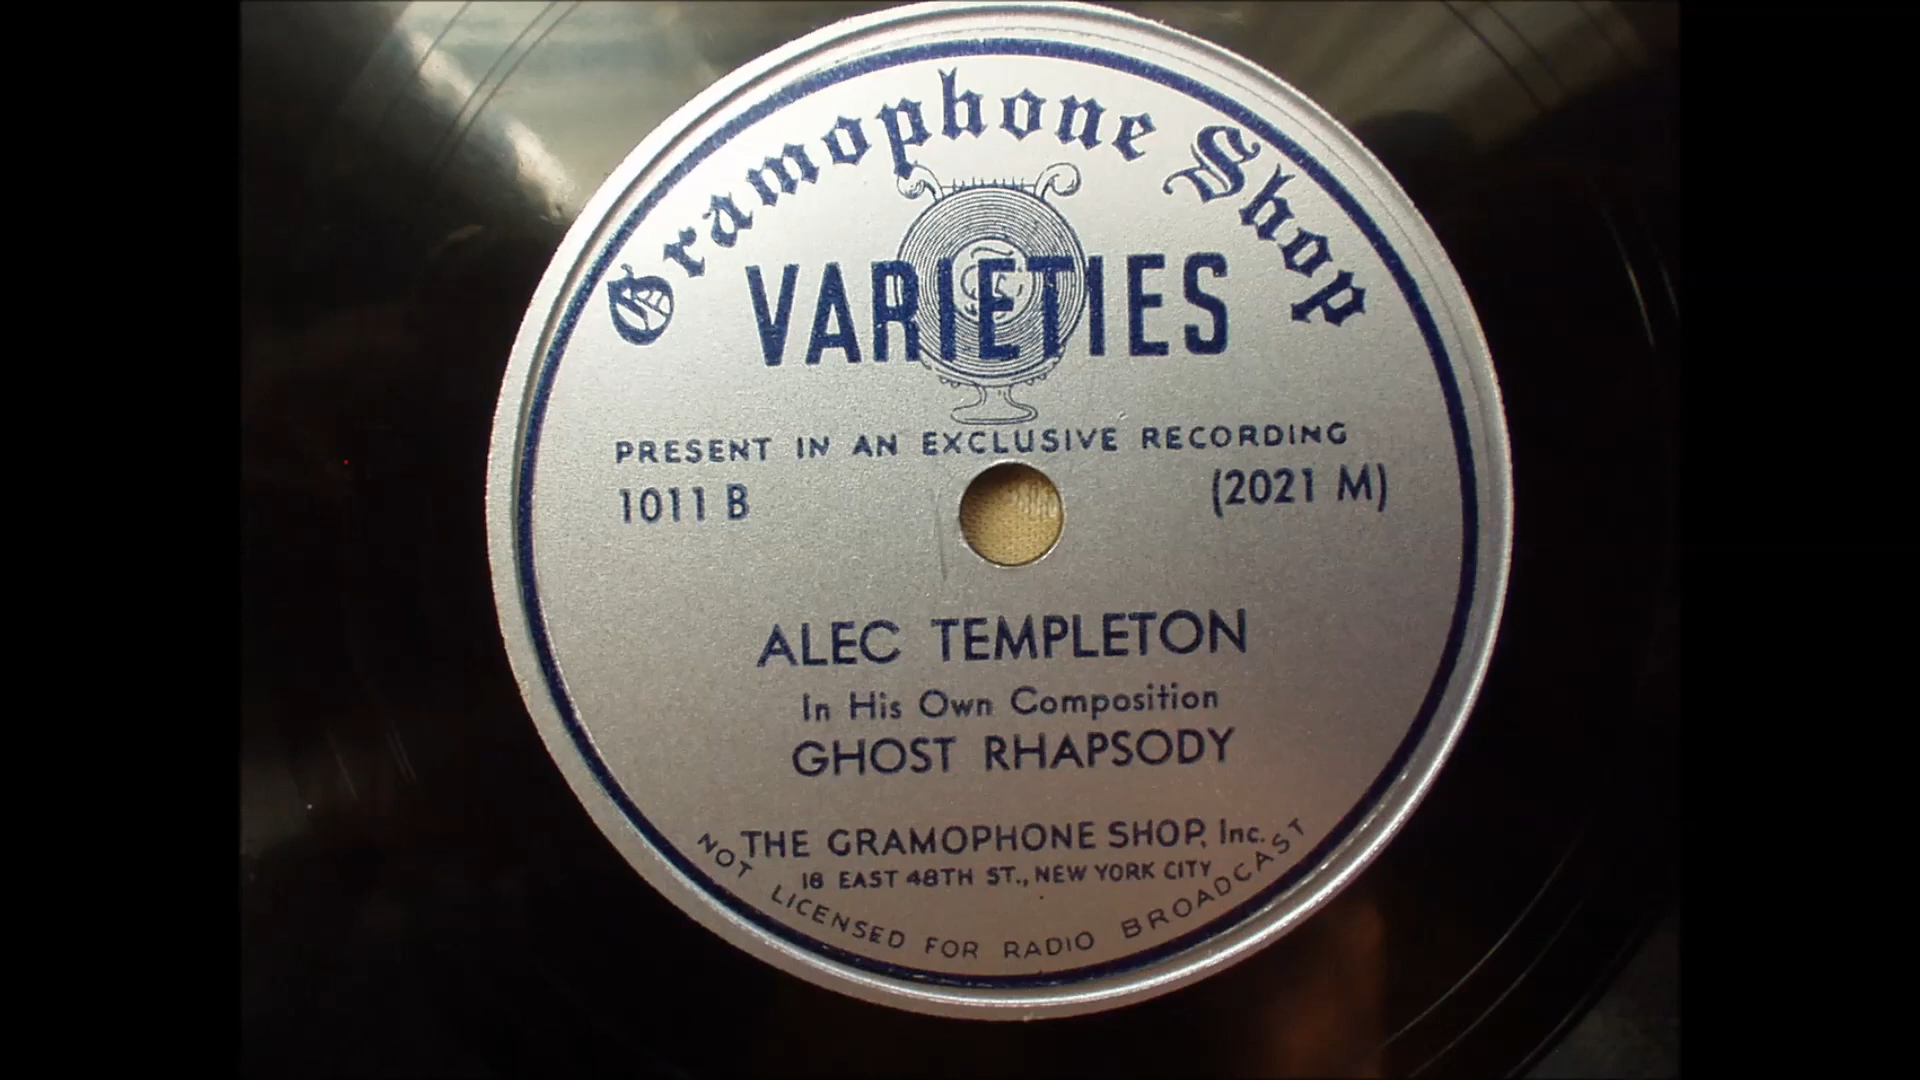 Gramophone Shop
VARIETIES
PRESENT IN AN EXCLUSIVE RECORDING
1011 B
(2021 M)
ALEC TEMPLETON
In His Own Composition
GHOST RHAPSODY
THE GRAMOPHONE SHOP, Inc.
18 EAST 48TH ST., NEW YORK CITY
NOT LICENSED FOR RADIO BROADCAST